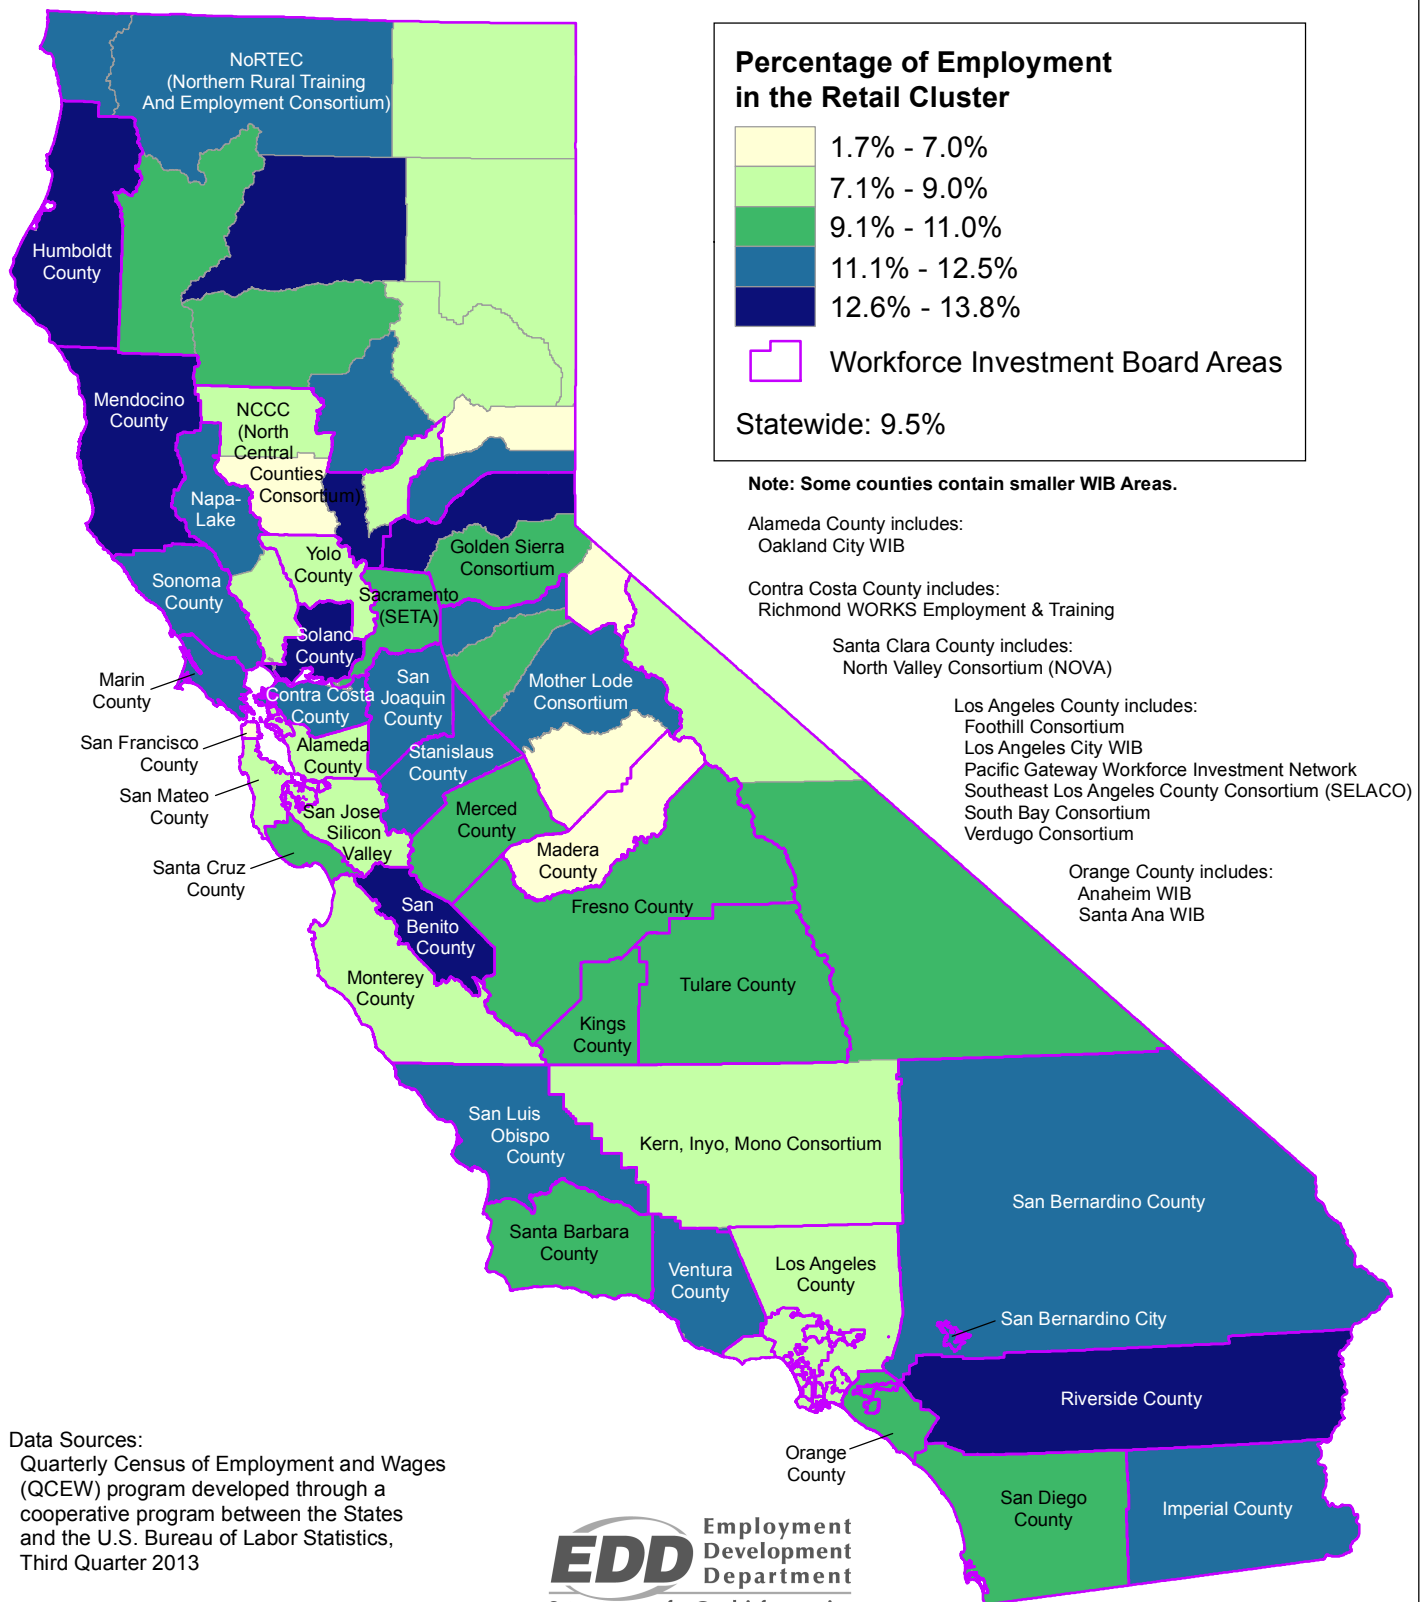 Percentage of Employment
in the Retail Cluster
1.7% - 7.0%
7.1% - 9.0%
9.1% - 11.0%
11.1% - 12.5%
12.6% - 13.8%
Workforce Investment Board Areas
Statewide: 9.5%
Note: Some counties contain smaller WIB Areas.
Alameda County includes:
Oakland City WIB
Contra Costa County includes:
Richmond WORKS Employment & Training
Santa Clara County includes:
North Valley Consortium (NOVA)
Los Angeles County includes:
Foothill Consortium
Los Angeles City WIB
Pacific Gateway Workforce Investment Network
Southeast Los Angeles County Consortium (SELACO)
South Bay Consortium
Verdugo Consortium
Orange County includes:
Anaheim WIB
Santa Ana WIB
NoRTEC
(Northern Rural Training
And Employment Consortium)
Humboldt
County
Mendocino
County
NCCC
(North
Central
Counties
Consortium)
Napa-
Lake
Yolo
County
Golden Sierra
Consortium
Sonoma
County
Sacramento
(SETA)
Solano
County
Marin
County
Contra Costa
County
San
Joaquin
County
Mother Lode
Consortium
San Francisco
County
Alameda
County
Stanislaus
County
San Mateo
County
San Jose
Silicon
Valley
Merced
County
Santa Cruz
County
Madera
County
San
Benito
County
Fresno County
Monterey
County
Tulare County
Kings
County
San Luis
Obispo
County
Kern, Inyo, Mono Consortium
San Bernardino County
Santa Barbara
County
Ventura
County
Los Angeles
County
San Bernardino City
Riverside County
Orange
County
San Diego
County
Imperial County
Data Sources:
Quarterly Census of Employment and Wages
(QCEW) program developed through a
cooperative program between the States
and the U.S. Bureau of Labor Statistics,
Third Quarter 2013
EDD
Employment
Development
Department